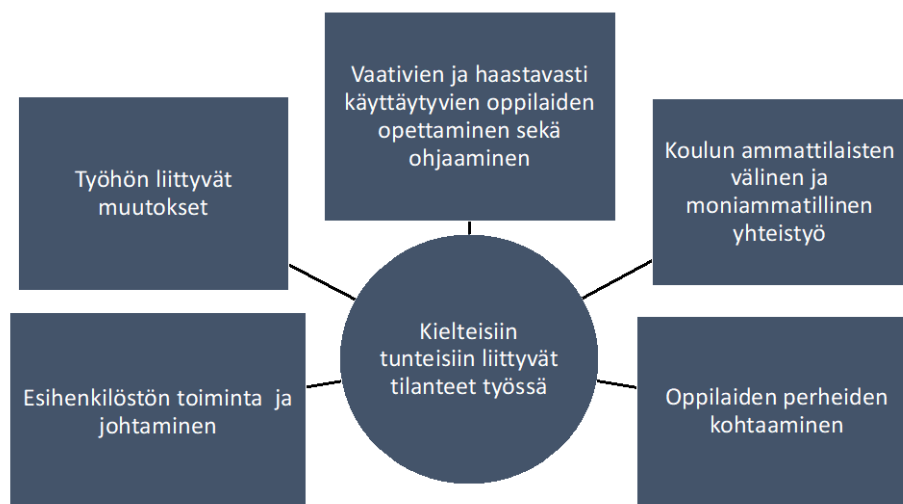 Vaativien ja haastavasti
käyttäytyvien oppilaiden
opettaminen sekä
ohjaaminen
Työhön liittyvät
muutokset
Koulun ammattilaisten
välinen ja
moniammatillinen
yhteistyö
Kielteisiin
tunteisiin liittyvät
tilanteet työssä
Esihenkilöstön toiminta ja
johtaminen
Oppilaiden perheiden
kohtaaminen